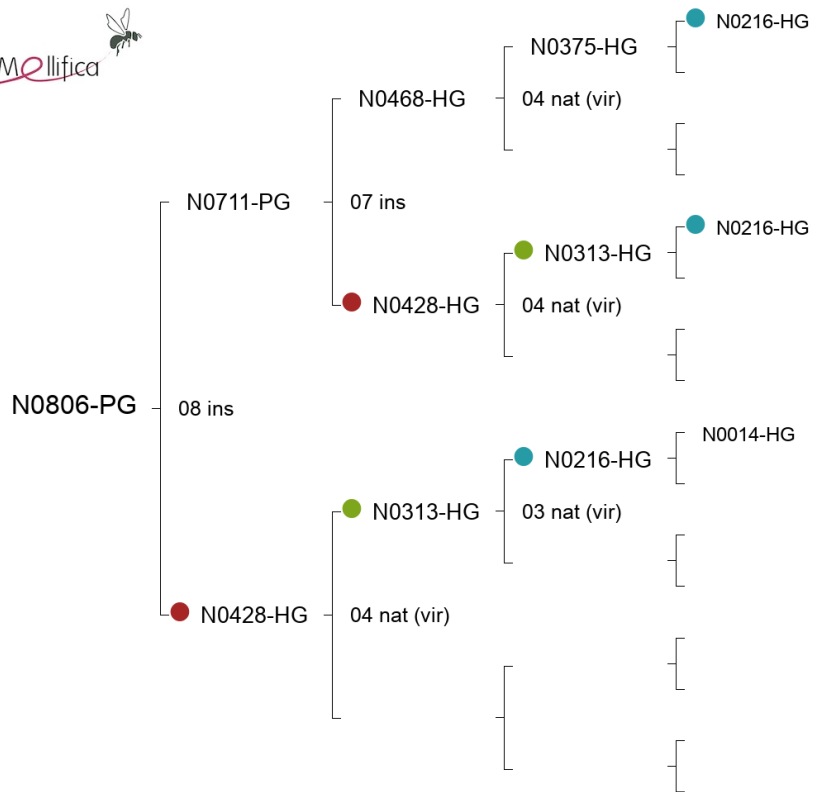 Mellifica
N0216-HG
N0375-HG
N0468-HG
04 nat (vir)
N0711-PG
07 ins
N0216-HG
N0313-HG
N0428-HG
04 nat (vir)
N0806-PG
08 ins
N0014-HG
N0216-HG
N0313-HG
03 nat (vir)
N0428-HG
04 nat (vir)